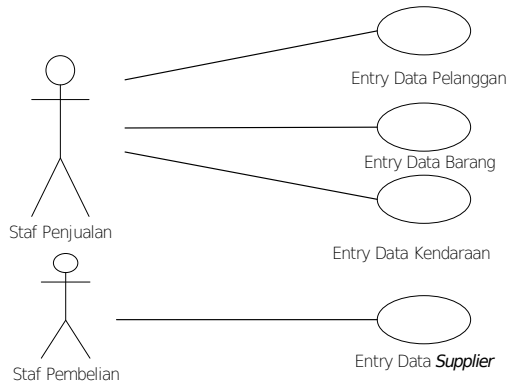 Entry Data Pelanggan
Entry Data Barang
Staf Penjualan
Entry Data Kendaraan
Entry Data Supplier
Staf Pembelian